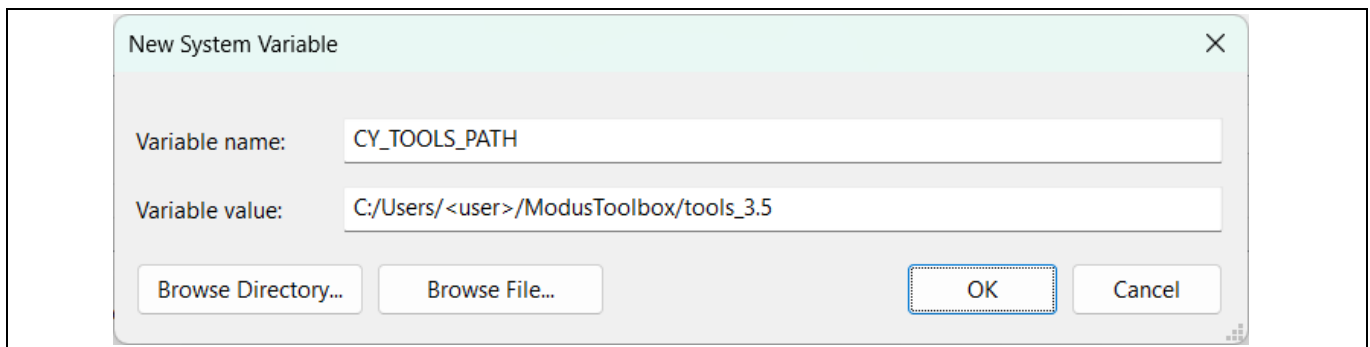 New System Variable
Variable name: CY_TOOLS_PATH
Variable value: C:/Users/<user>/ModusToolbox/tools_3.5
Browse Directory... Browse File... OK Cancel